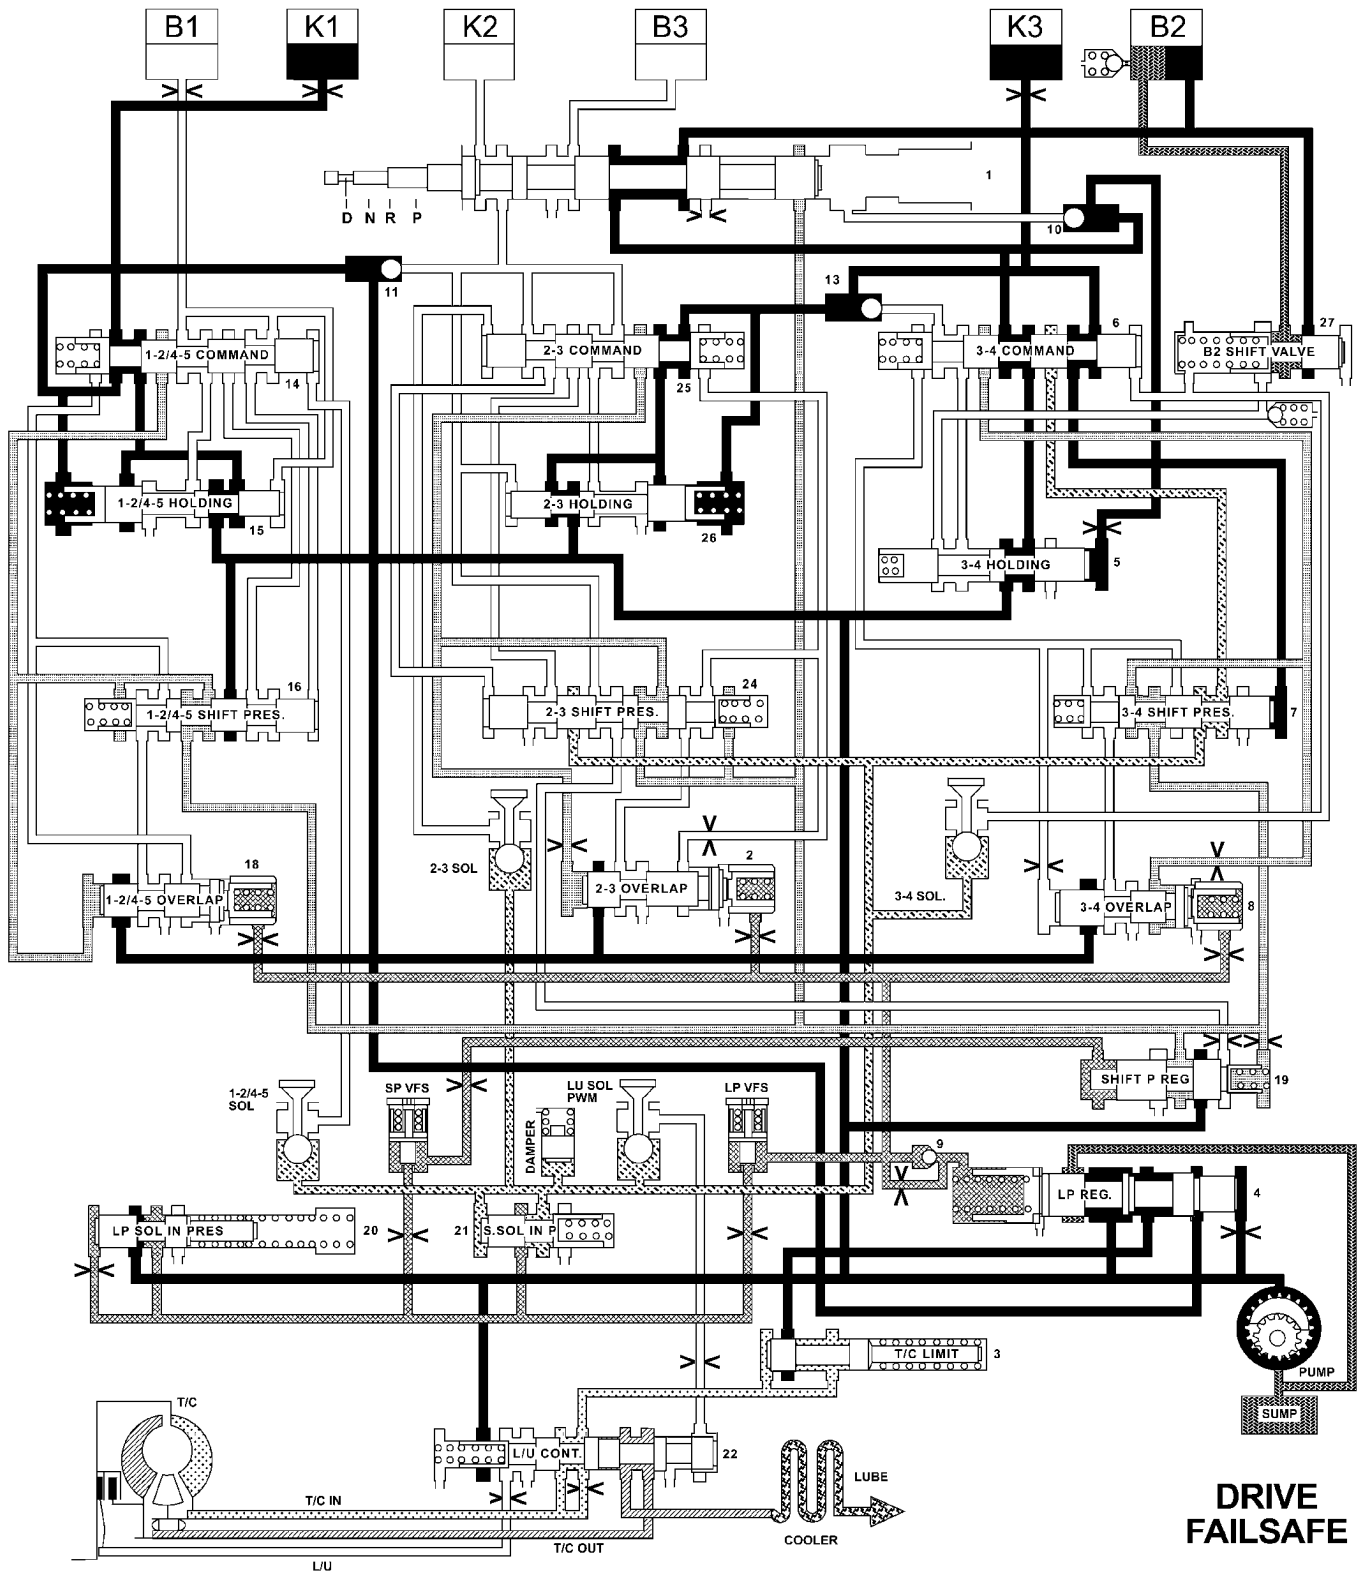 B1
K1
K2
B3
K3
B2
1
D N R P
10
11
13
6
27
1-2/4-5 COMMAND
2-3 COMMAND
3-4 COMMAND
B2 SHIFT VALVE
14
25
1-2/4-5 HOLDING
2-3 HOLDING
15
26
3-4 HOLDING
5
16
24
1-2/4-5 SHIFT PRES.
2-3 SHIFT PRES.
3-4 SHIFT PRES.
7
18
2-3 SOL
2
3-4 SOL.
1-2/4-5 OVERLAP
2-3 OVERLAP
3-4 OVERLAP
8
SHIFT P REG
19
1-2/4-5
SOL
SP VFS
LU SOL
PWM
LP VFS
DAMPER
9
LP REG.
4
LP SOL IN PRES
20
21
S.SOL IN P
T/C LIMIT
3
PUMP
SUMP
T/C
L/U CONT.
22
T/C IN
T/C OUT
L/U
LUBE
COOLER
DRIVE
FAILSAFE